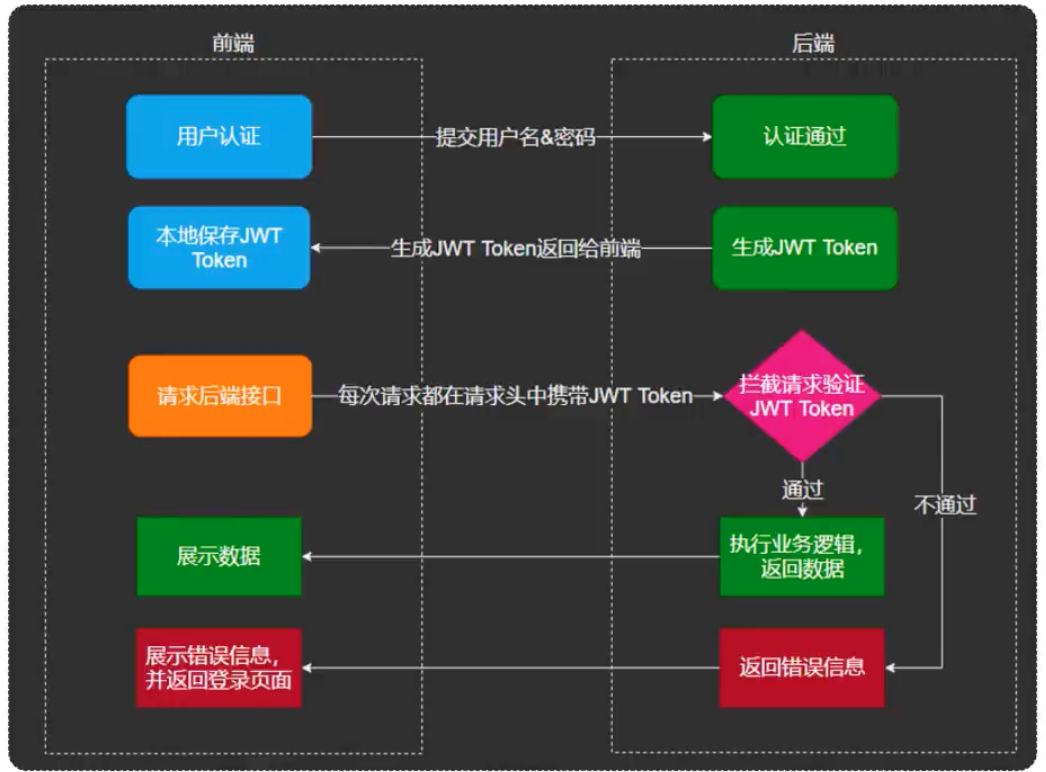 前端
后端
用户认证
提交用户名&密码
认证通过
本地保存JWT
Token
生成JWT Token返回给前端
生成JWT Token
请求后端接口
每次请求都在请求头中携带JWT Token
拦截请求验证
JWT Token
通过
不通过
展示数据
执行业务逻辑，
返回数据
展示错误信息，
并返回登录页面
返回错误信息